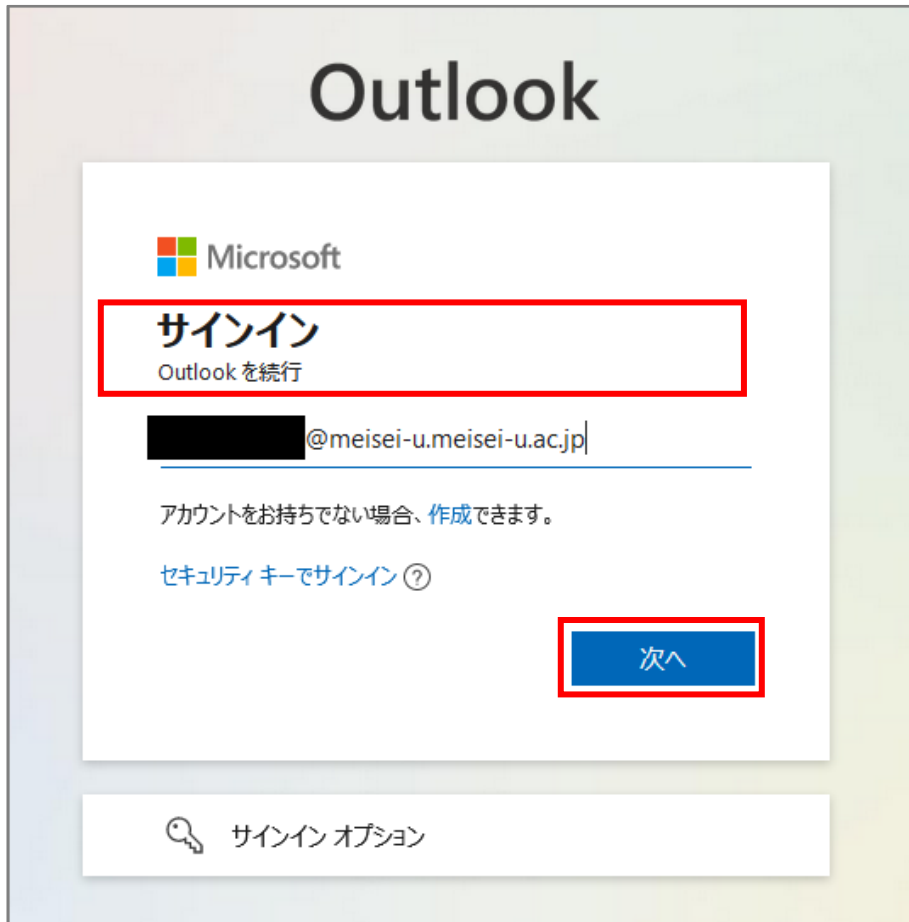 Outlook
Microsoft
サインイン
Outlook を続行
@meisei-u.meisei-u.ac.jp
アカウントをお持ちでない場合、作成できます。
セキュリティ キーでサインイン ?
次へ
サインイン オプション